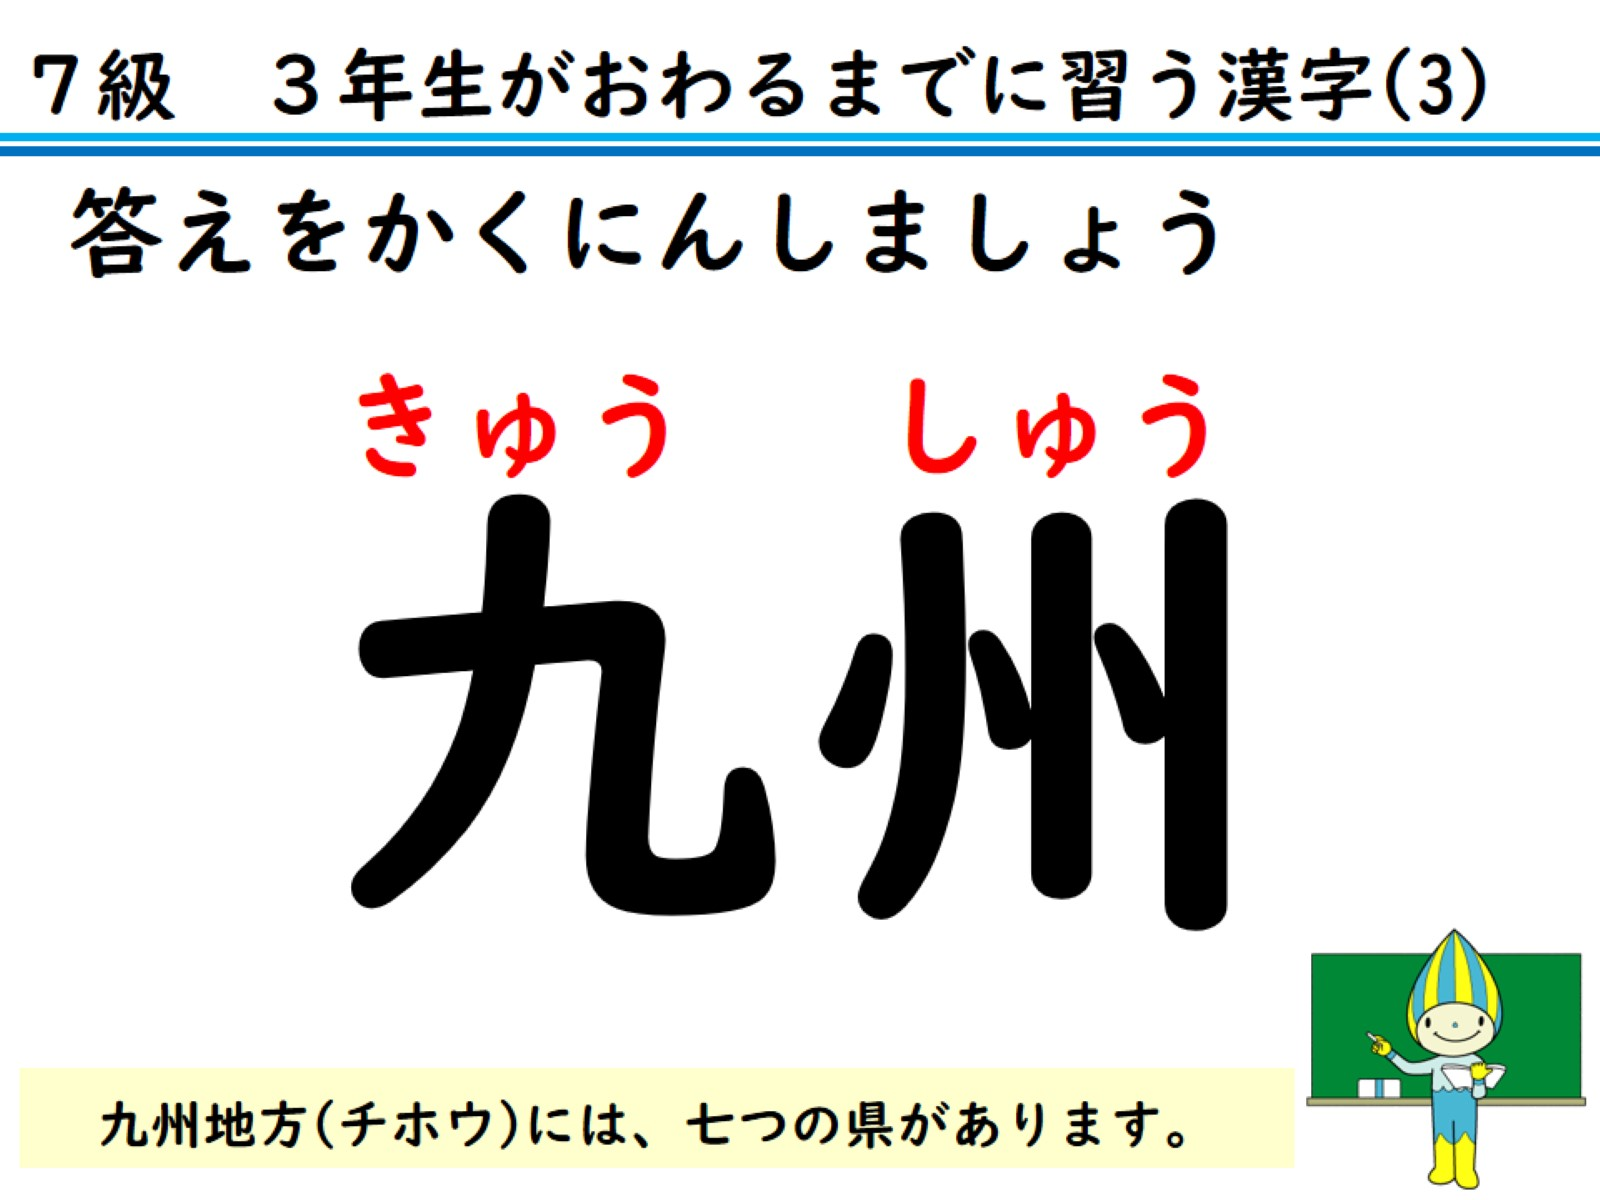 ７級　３年生がおわるまでに習う漢字(3)
答えをかくにんしましょう
きゅう　しゅう
九州
九州地方(チホウ)には、七つの県があります。